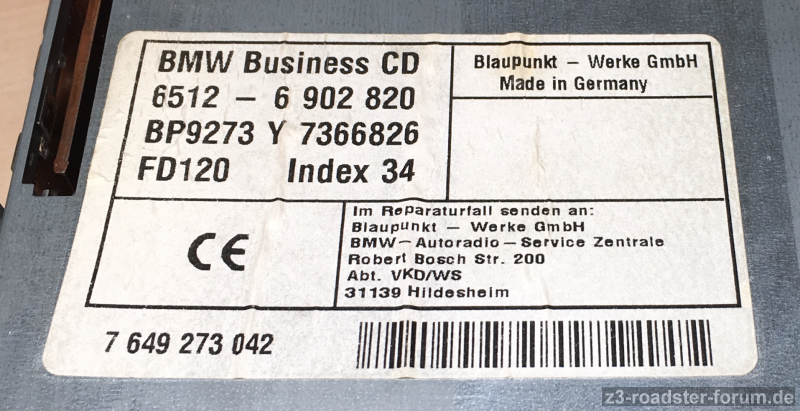 BMW Business CD
6512 - 6 902 820
BP9273 Y 7366826
FD120 Index 34
Blaupunkt - Werke GmbH
Made in Germany
CE
Im Reparaturfall senden an:
Blaupunkt - Werke GmbH
BMW-Autoradio-Service Zentrale
Robert Bosch Str. 200
Abt. VKD/WS
31139 Hildesheim
7 649 273 042
z3-roadster-forum.de